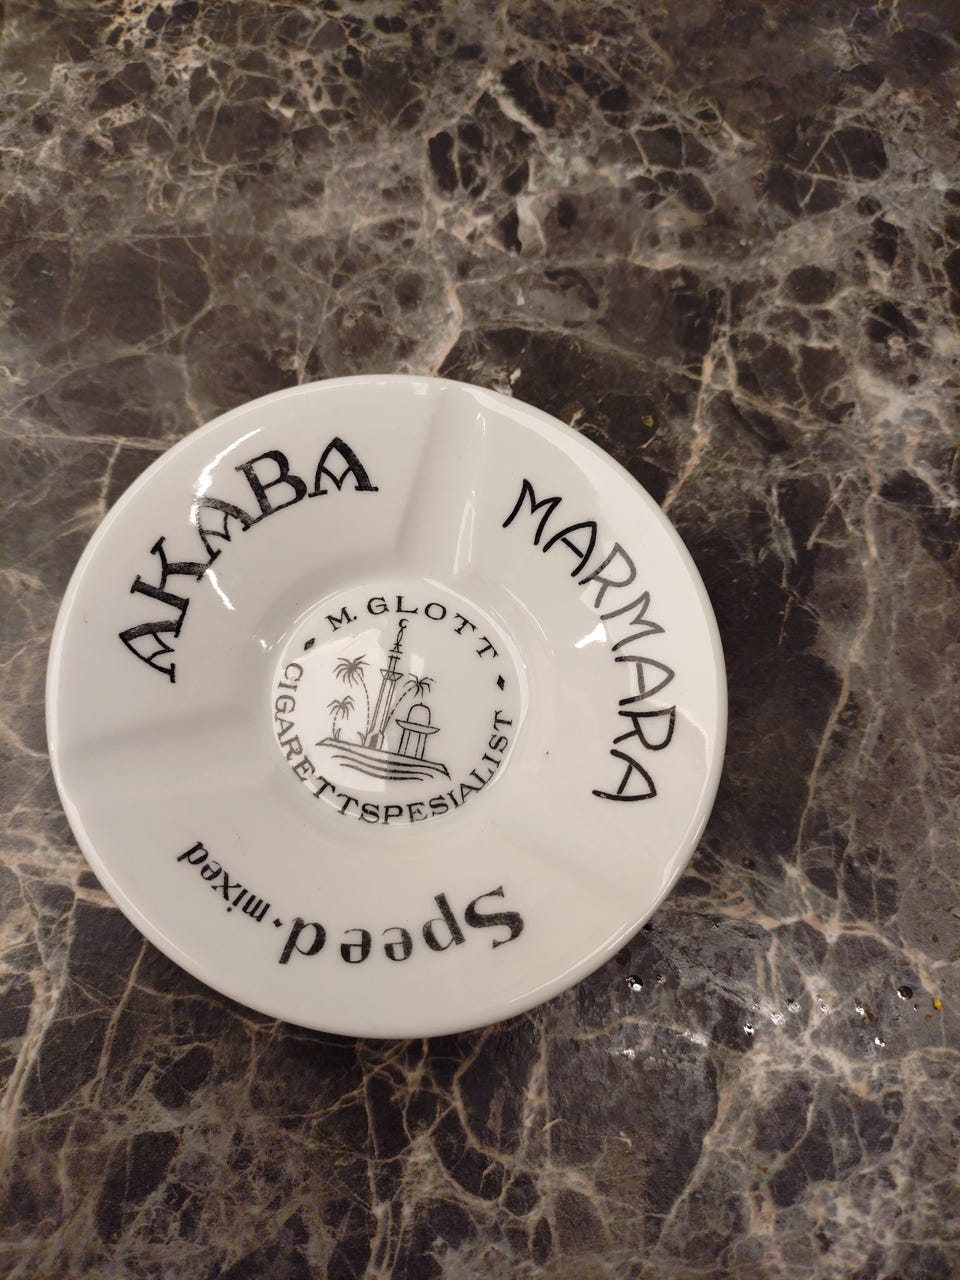 AKABA
MARMARA
Speed·mixed
M. GLOTT
CIGARETTSPESIALIST